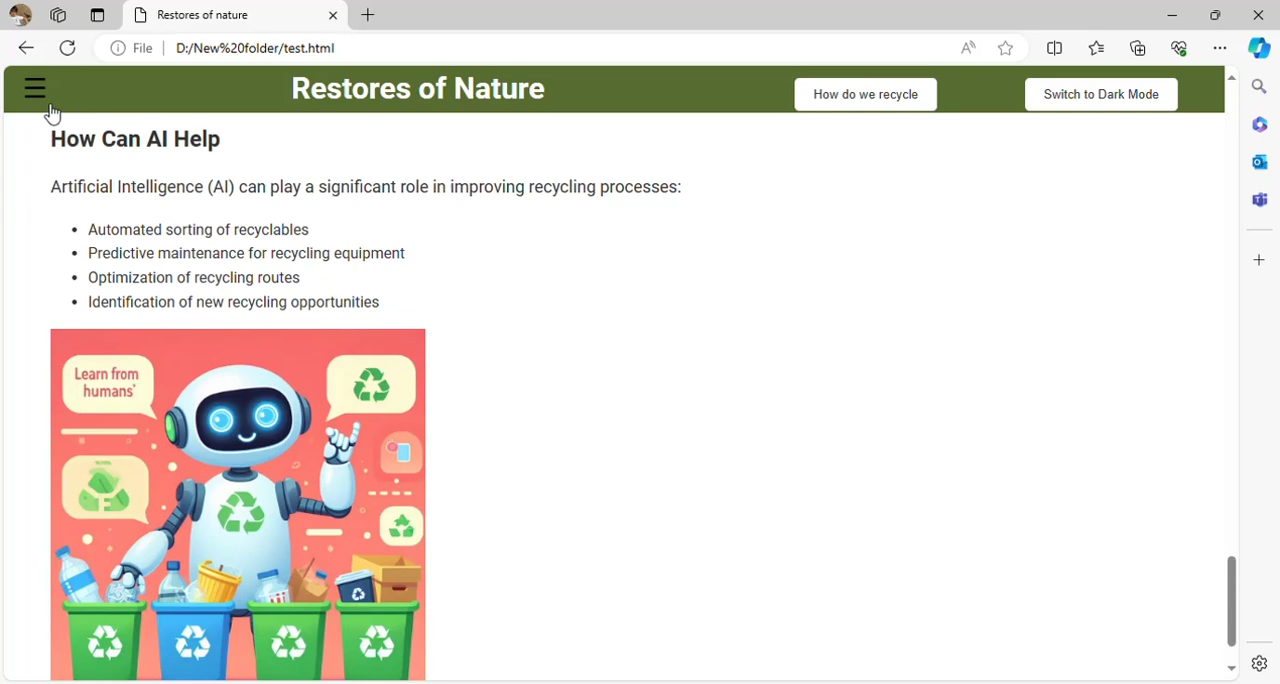 Restores of nature
File
D:/New%20folder/test.html
☰
Restores of Nature
How do we recycle
Switch to Dark Mode
How Can AI Help
Artificial Intelligence (AI) can play a significant role in improving recycling processes:
• Automated sorting of recyclables
• Predictive maintenance for recycling equipment
• Optimization of recycling routes
• Identification of new recycling opportunities
Learn from
humans'